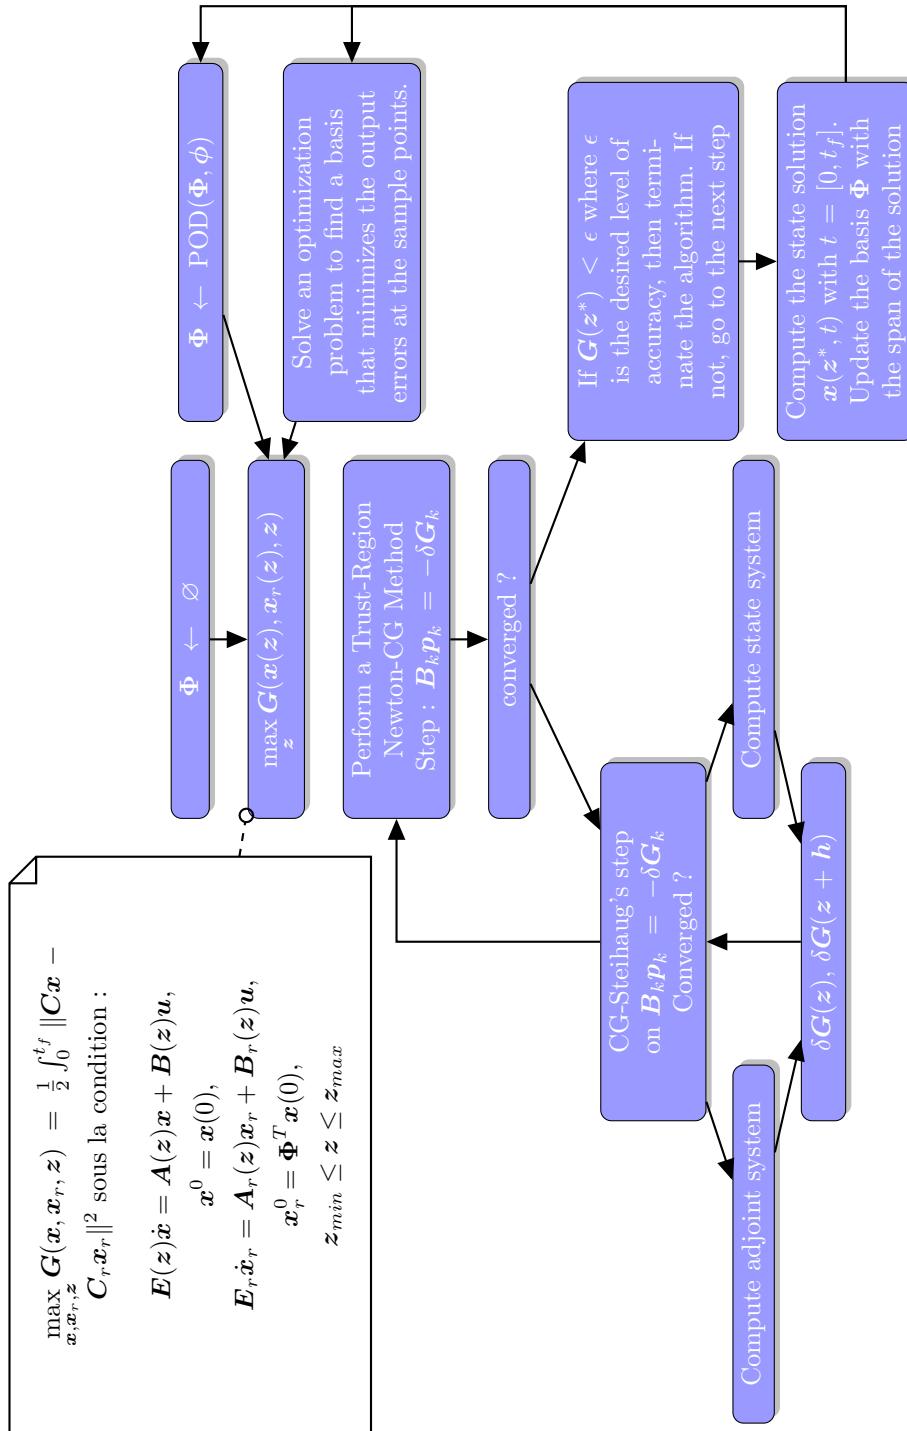 max G(x, x_r, z) = 1/2 ∫_0^{t_f} ‖Cx −
x,x_r,z
C_r x_r‖² sous la condition :
E(z)ẋ = A(z)x + B(z)u,
x⁰ = x(0),
E_r ẋ_r = A_r(z)x_r + B_r(z)u,
x_r⁰ = Φ^T x(0),
z_min ≤ z ≤ z_max
Φ ← ∅
max G(x(z), x_r(z), z)
z
Φ ← POD(Φ, ϕ)
Solve an optimization
problem to find a basis
that minimizes the output
errors at the sample points.
Perform a Trust-Region
Newton-CG Method
Step : B_k p_k = −δG_k
converged ?
If G(z*) < ϵ where ϵ
is the desired level of
accuracy, then termi-
nate the algorithm. If
not, go to the next step
Compute the state solution
x(z*, t) with t = [0, t_f].
Update the basis Φ with
the span of the solution
CG-Steihaug's step
on B_k p_k = −δG_k
Converged ?
Compute adjoint system
Compute state system
δG(z), δG(z + h)